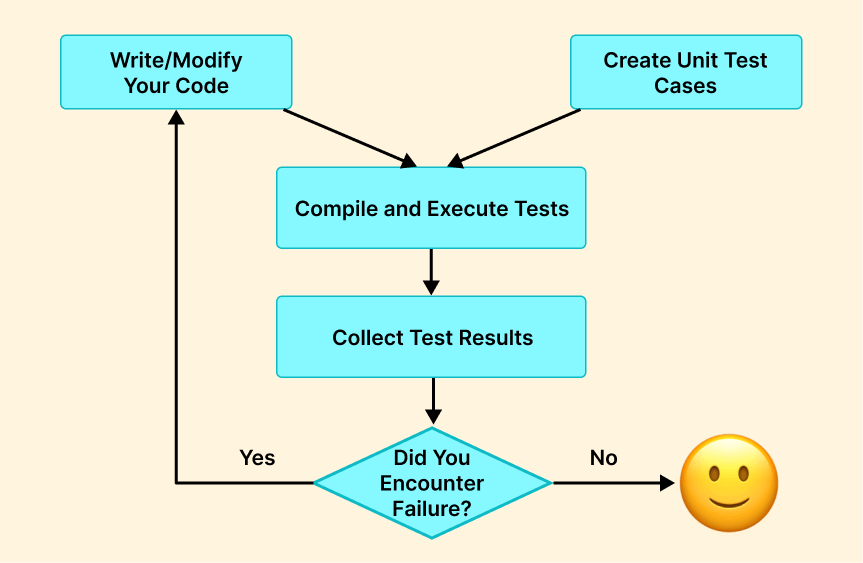 Write/Modify
Your Code
Create Unit Test
Cases
Compile and Execute Tests
Collect Test Results
Did You
Encounter
Failure?
Yes
No